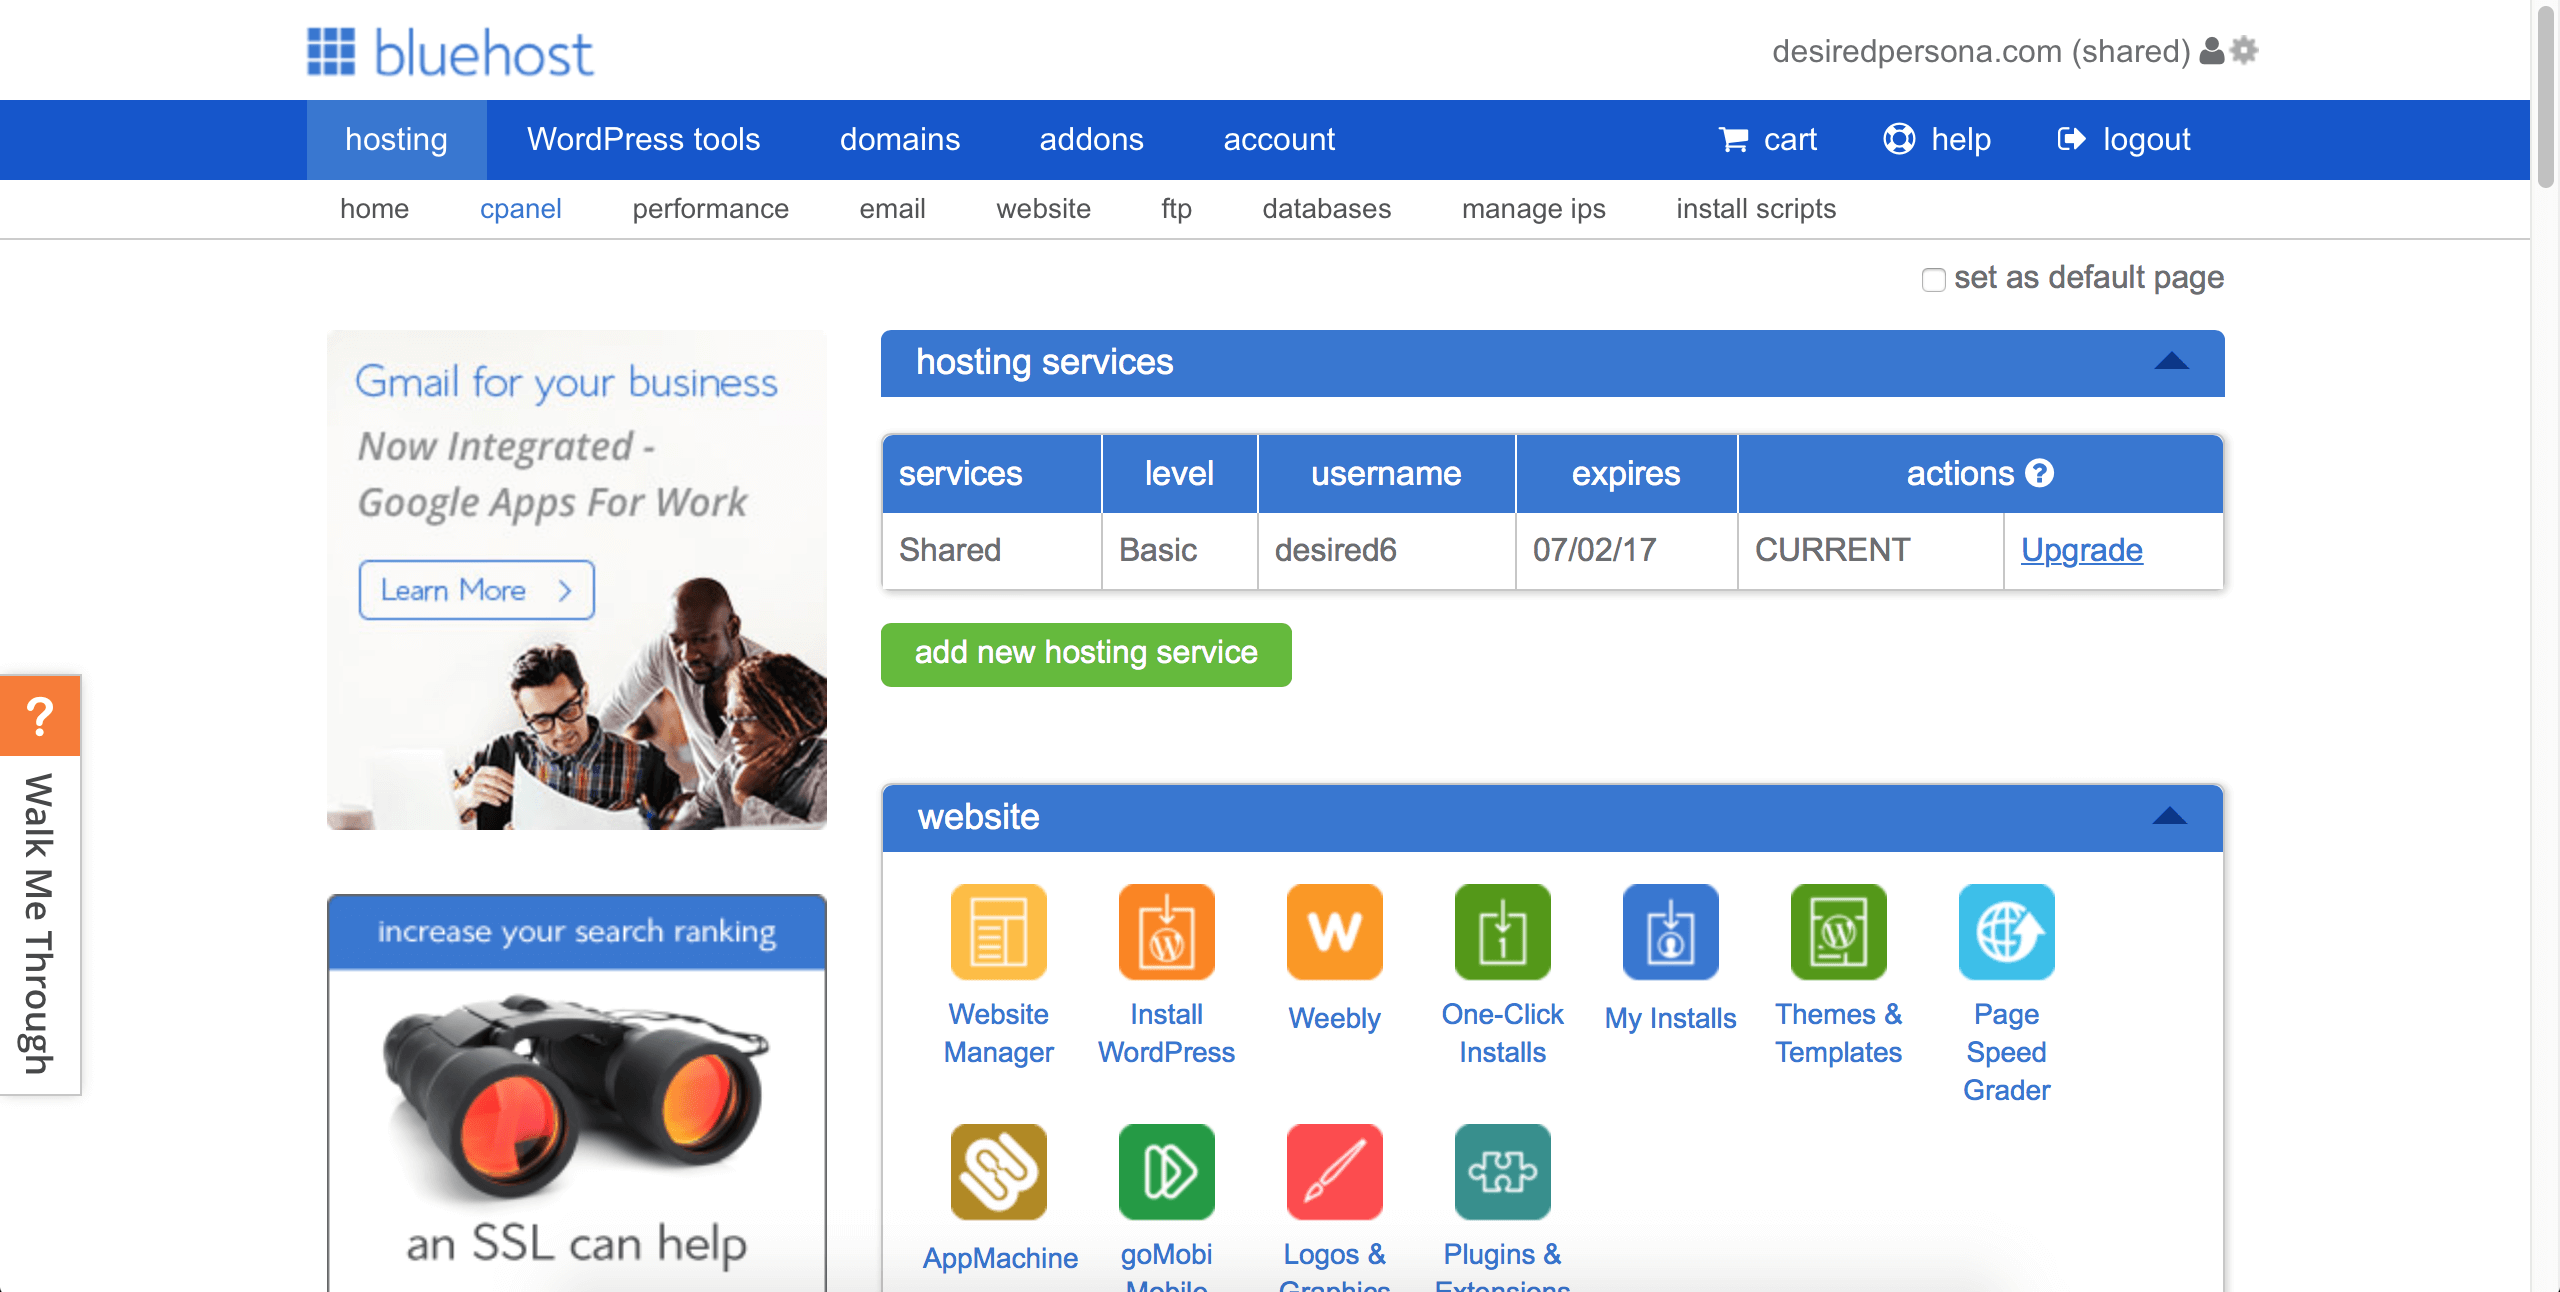 bluehost
desiredpersona.com (shared)
hosting
WordPress tools
domains
addons
account
cart
help
logout
home
cpanel
performance
email
website
ftp
databases
manage ips
install scripts
set as default page
Gmail for your business
Now Integrated -
Google Apps For Work
Learn More
hosting services
services level username expires actions ?
Shared Basic desired6 07/02/17 CURRENT Upgrade
add new hosting service
?
Walk Me Through
increase your search ranking
an SSL can help
website
Website
Manager
Install
WordPress
W
Weebly
1
One-Click
Installs
My Installs
Themes &
Templates
Page
Speed
Grader
AppMachine
goMobi
Mobile
Logos &
Graphics
Plugins &
Extensions